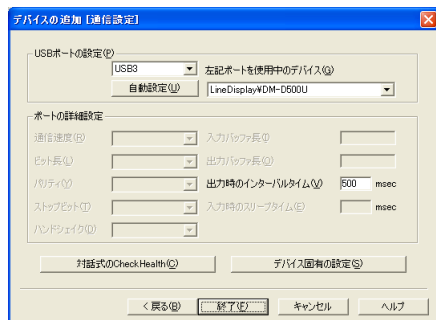 デバイスの追加 [通信設定]
USBポートの設定(P)
USB3
左記ポートを使用中のデバイス(G)
自動設定(U)
LineDisplay¥DM-D500U
ポートの詳細設定
通信速度(R)
入力バッファ長(I)
ビット長(L)
出力バッファ長(O)
パリティ(Y)
出力時のインターバルタイム(V) 500 msec
ストップビット(T)
入力時のスリープタイム(E) msec
ハンドシェイク(D)
対話式のCheckHealth(C)
デバイス固有の設定(S)
< 戻る(B) 終了(F) キャンセル ヘルプ